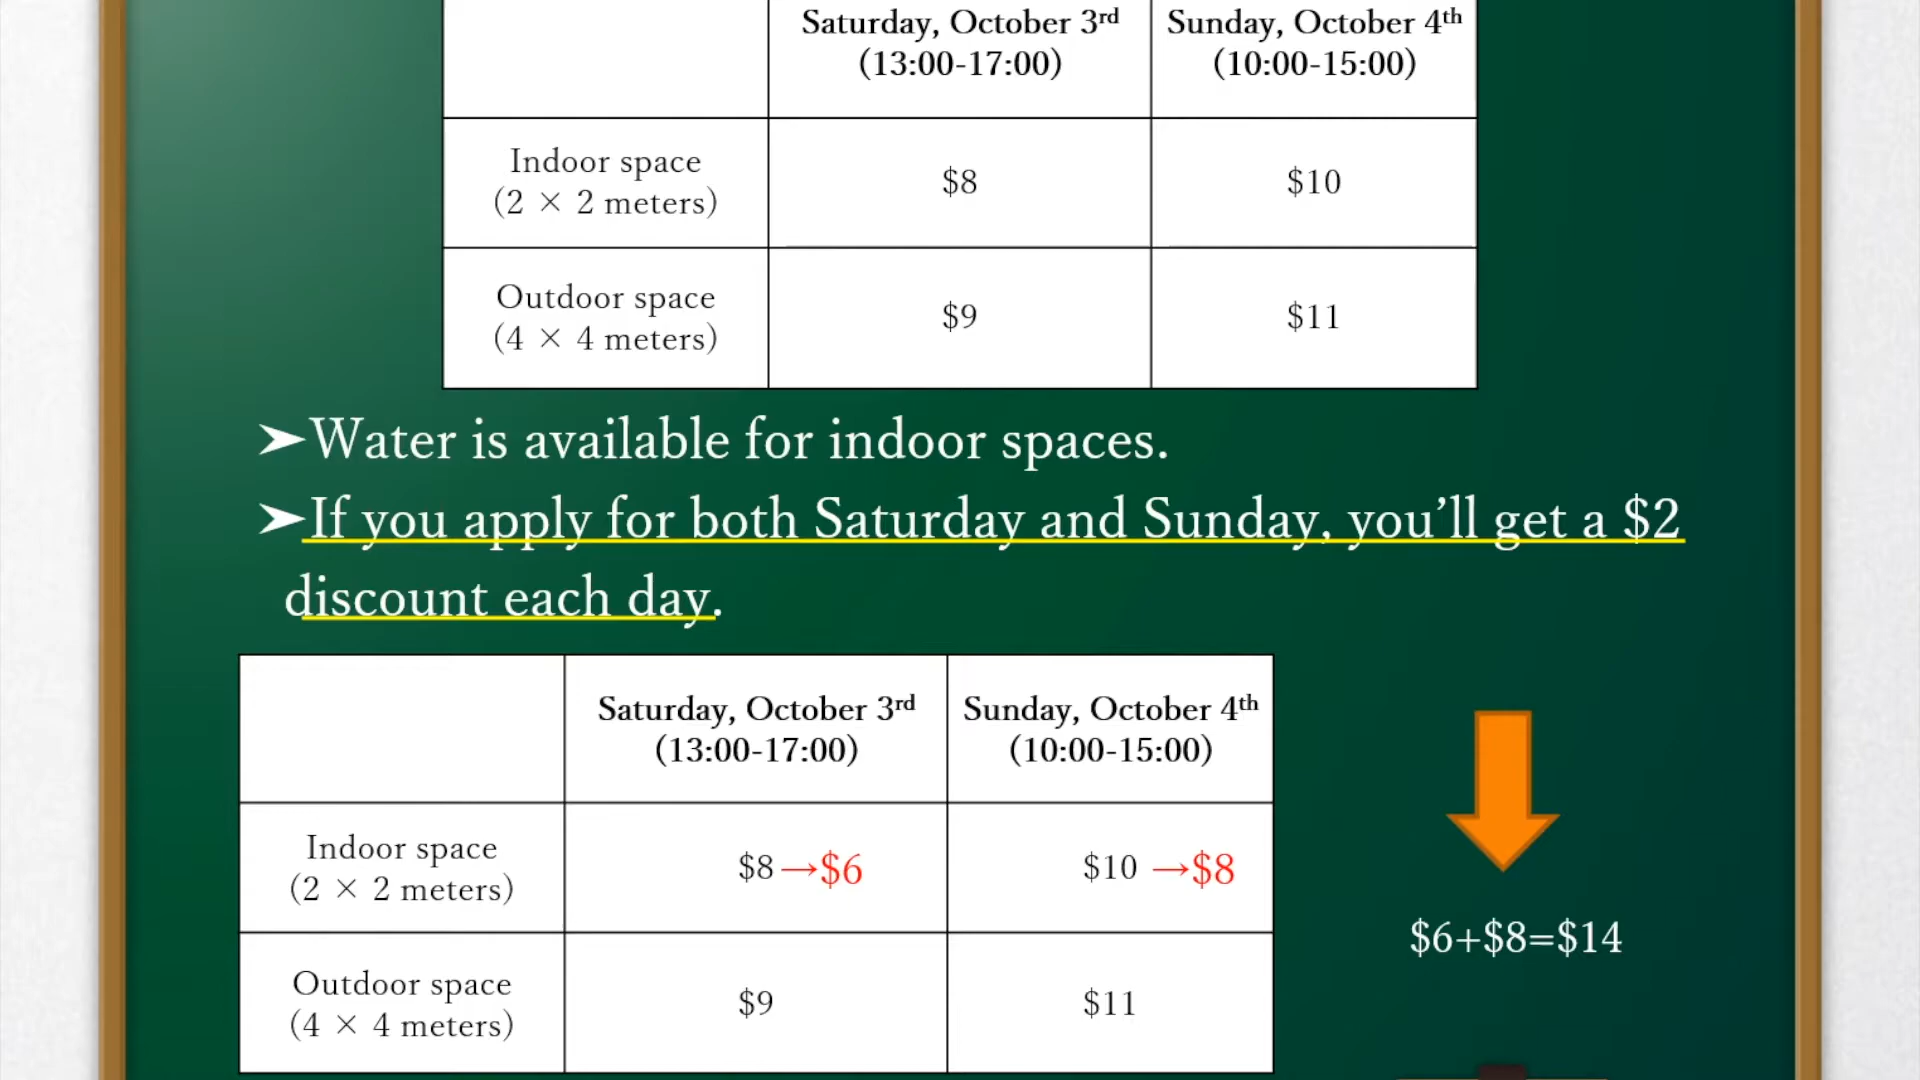 Saturday, October 3rd
(13:00-17:00)
Sunday, October 4th
(10:00-15:00)
Indoor space
(2 × 2 meters)
$8
$10
Outdoor space
(4 × 4 meters)
$9
$11
➤Water is available for indoor spaces.
➤If you apply for both Saturday and Sunday, you’ll get a $2
discount each day.
Saturday, October 3rd
(13:00-17:00)
Sunday, October 4th
(10:00-15:00)
Indoor space
(2 × 2 meters)
$8→$6
$10 →$8
Outdoor space
(4 × 4 meters)
$9
$11
$6+$8=$14